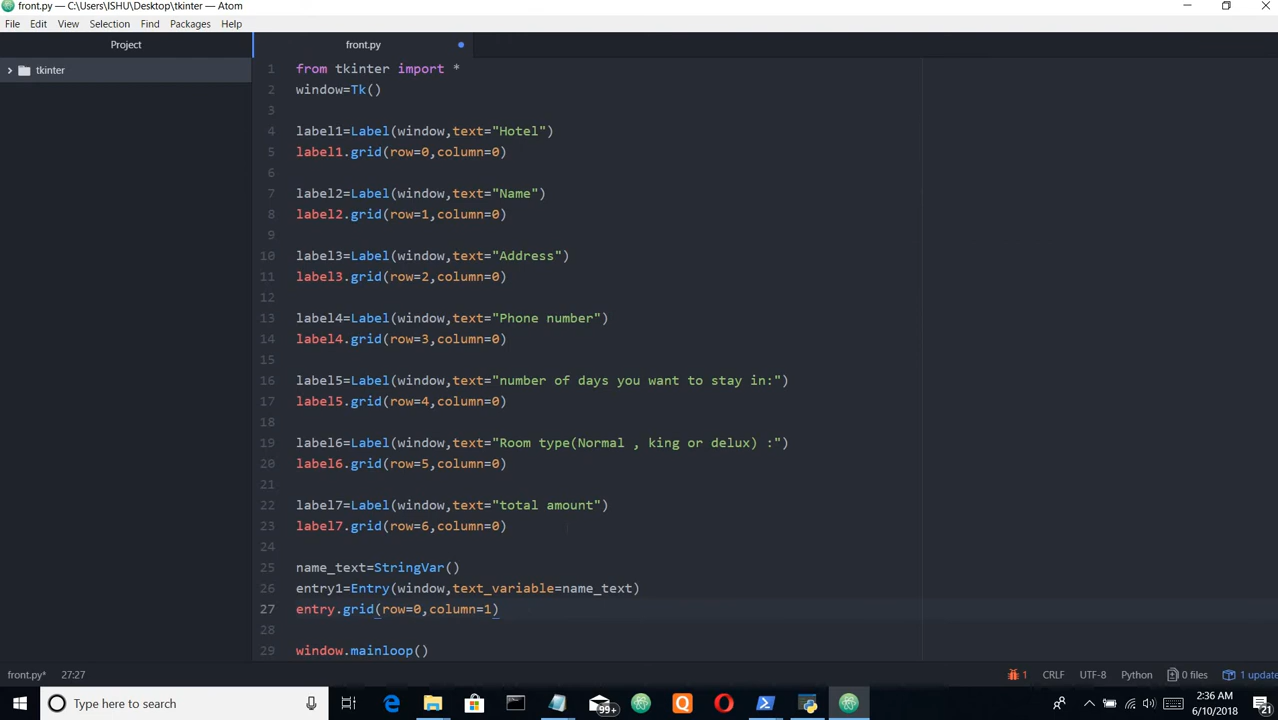 front.py — C:\Users\ISHU\Desktop\tkinter — Atom
File Edit View Selection Find Packages Help
Project
front.py
tkinter
1 from tkinter import *
2 window=Tk()
3
4 label1=Label(window,text="Hotel")
5 label1.grid(row=0,column=0)
6
7 label2=Label(window,text="Name")
8 label2.grid(row=1,column=0)
9
10 label3=Label(window,text="Address")
11 label3.grid(row=2,column=0)
12
13 label4=Label(window,text="Phone number")
14 label4.grid(row=3,column=0)
15
16 label5=Label(window,text="number of days you want to stay in:")
17 label5.grid(row=4,column=0)
18
19 label6=Label(window,text="Room type(Normal , king or delux) :")
20 label6.grid(row=5,column=0)
21
22 label7=Label(window,text="total amount")
23 label7.grid(row=6,column=0)
24
25 name_text=StringVar()
26 entry1=Entry(window,text_variable=name_text)
27 entry.grid(row=0,column=1)
28
29 window.mainloop()
front.py* 27:27 1 CRLF UTF-8 Python 0 files 1 update
Type here to search 99+ 2:36 AM
6/10/2018 21